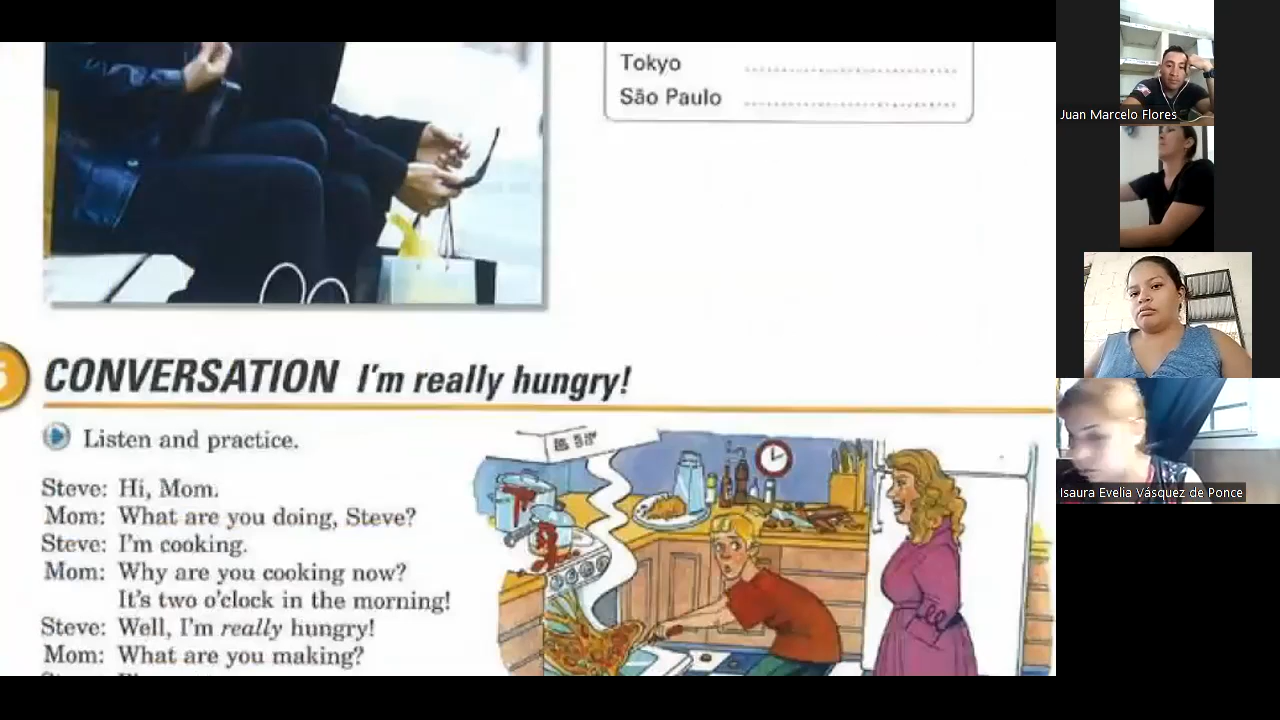 Tokyo
São Paulo
CONVERSATION I'm really hungry!
Listen and practice.
Steve: Hi, Mom.
Mom: What are you doing, Steve?
Steve: I'm cooking.
Mom: Why are you cooking now?
It's two o'clock in the morning!
Steve: Well, I'm really hungry!
Mom: What are you making?
Juan Marcelo Flores
Isaura Evelia Vásquez de Ponce